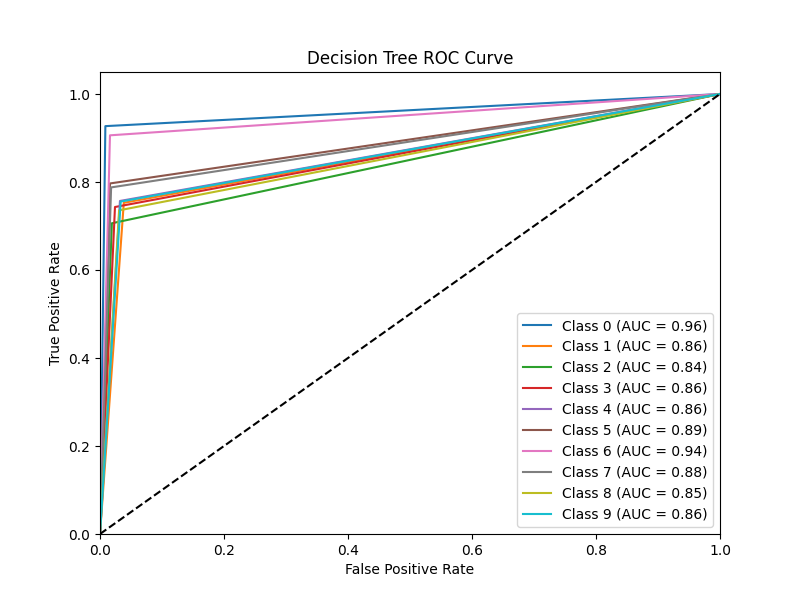 Decision Tree ROC Curve
1.0
0.8
0.6
0.4
0.2
0.0
True Positive Rate
Class 0 (AUC = 0.96)
Class 1 (AUC = 0.86)
Class 2 (AUC = 0.84)
Class 3 (AUC = 0.86)
Class 4 (AUC = 0.86)
Class 5 (AUC = 0.89)
Class 6 (AUC = 0.94)
Class 7 (AUC = 0.88)
Class 8 (AUC = 0.85)
Class 9 (AUC = 0.86)
0.0 0.2 0.4 0.6 0.8 1.0
False Positive Rate